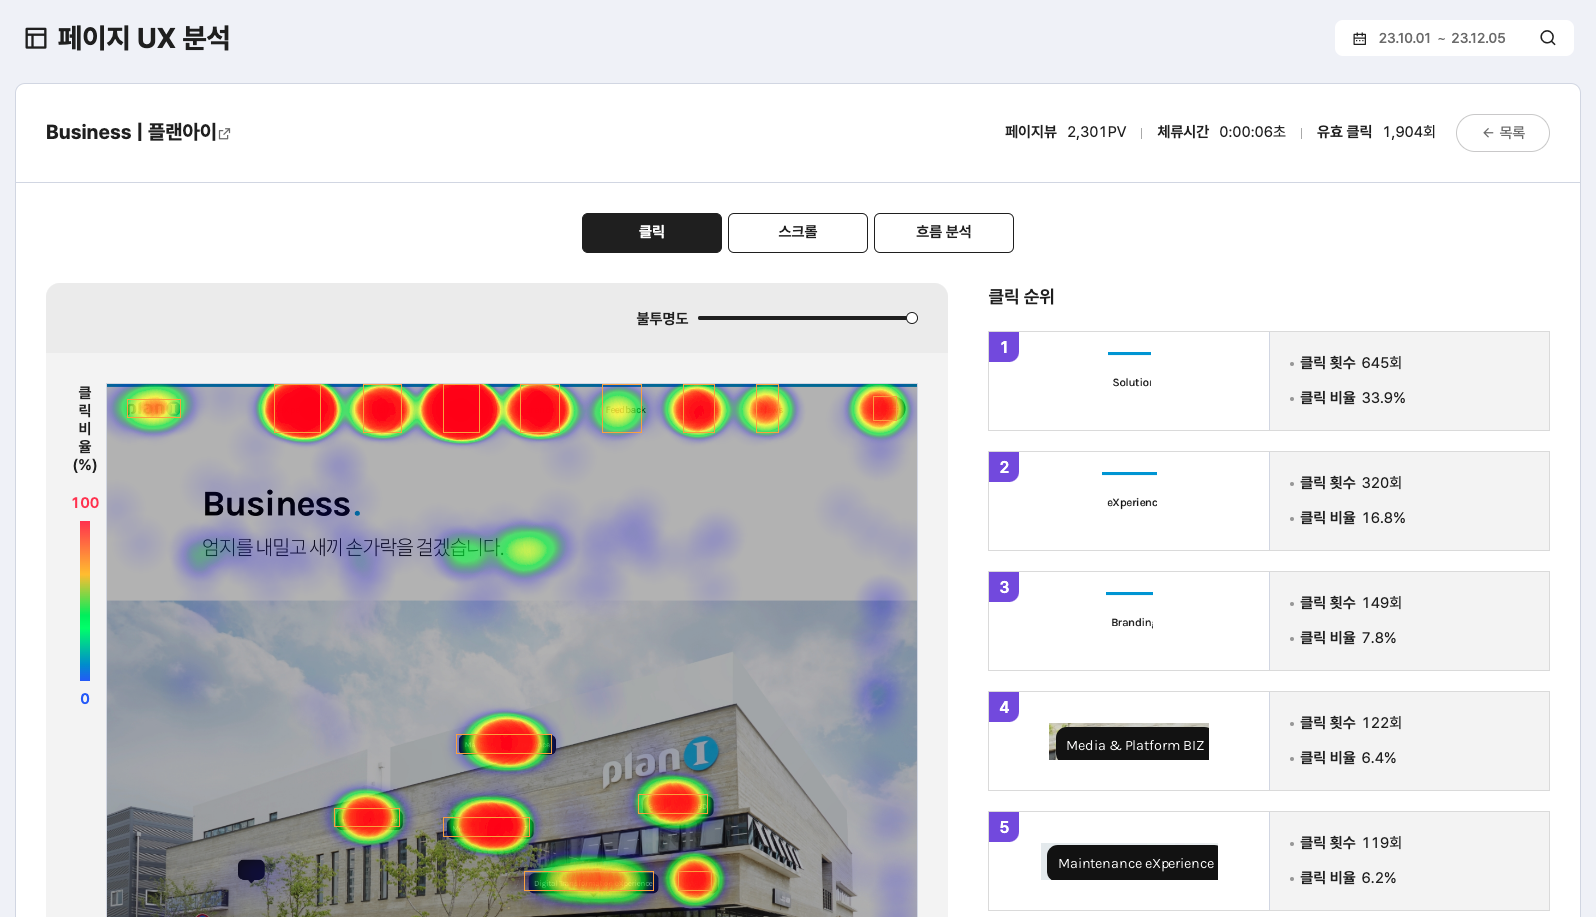 페이지 UX 분석
23.10.01 ~ 23.12.05
Business | 플랜아이
페이지뷰 2,301PV
체류시간 0:00:06초
유효 클릭 1,904회
← 목록
클릭
스크롤
흐름 분석
불투명도
클릭비율(%)
100
0
plan
Feedback
Business.
엄지를 내밀고 새끼 손가락을 걸겠습니다.
plan I
클릭 순위
1
Solution
클릭 횟수 645회
클릭 비율 33.9%
2
eXperienc
클릭 횟수 320회
클릭 비율 16.8%
3
Brandin
클릭 횟수 149회
클릭 비율 7.8%
4
Media & Platform BIZ
클릭 횟수 122회
클릭 비율 6.4%
5
Maintenance eXperience
클릭 횟수 119회
클릭 비율 6.2%